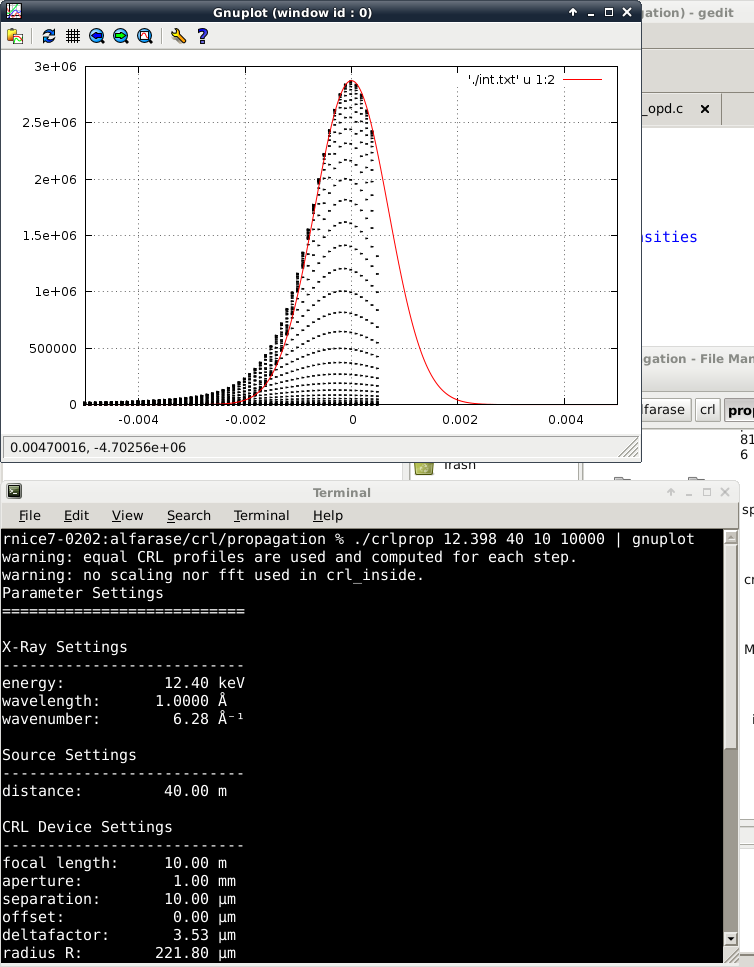 Gnuplot (window id : 0)
gation) - gedit
_opd.c
sities
3e+06
2.5e+06
2e+06
1.5e+06
1e+06
500000
0
-0.004
-0.002
0
0.002
0.004
'./int.txt' u 1:2
0.00470016, -4.70256e+06
gation - File Man
lfarase
crl
prop
81
6
Trash
sp
cr
M
i
Terminal
File Edit View Search Terminal Help
rnice7-0202:alfarase/crl/propagation % ./crlprop 12.398 40 10 10000 | gnuplot
warning: equal CRL profiles are used and computed for each step.
warning: no scaling nor fft used in crl_inside.
Parameter Settings
===========================
X-Ray Settings
---------------------------
energy: 12.40 keV
wavelength: 1.0000 Å
wavenumber: 6.28 Å⁻¹
Source Settings
---------------------------
distance: 40.00 m
CRL Device Settings
---------------------------
focal length: 10.00 m
aperture: 1.00 mm
separation: 10.00 µm
offset: 0.00 µm
deltafactor: 3.53 µm
radius R: 221.80 µm